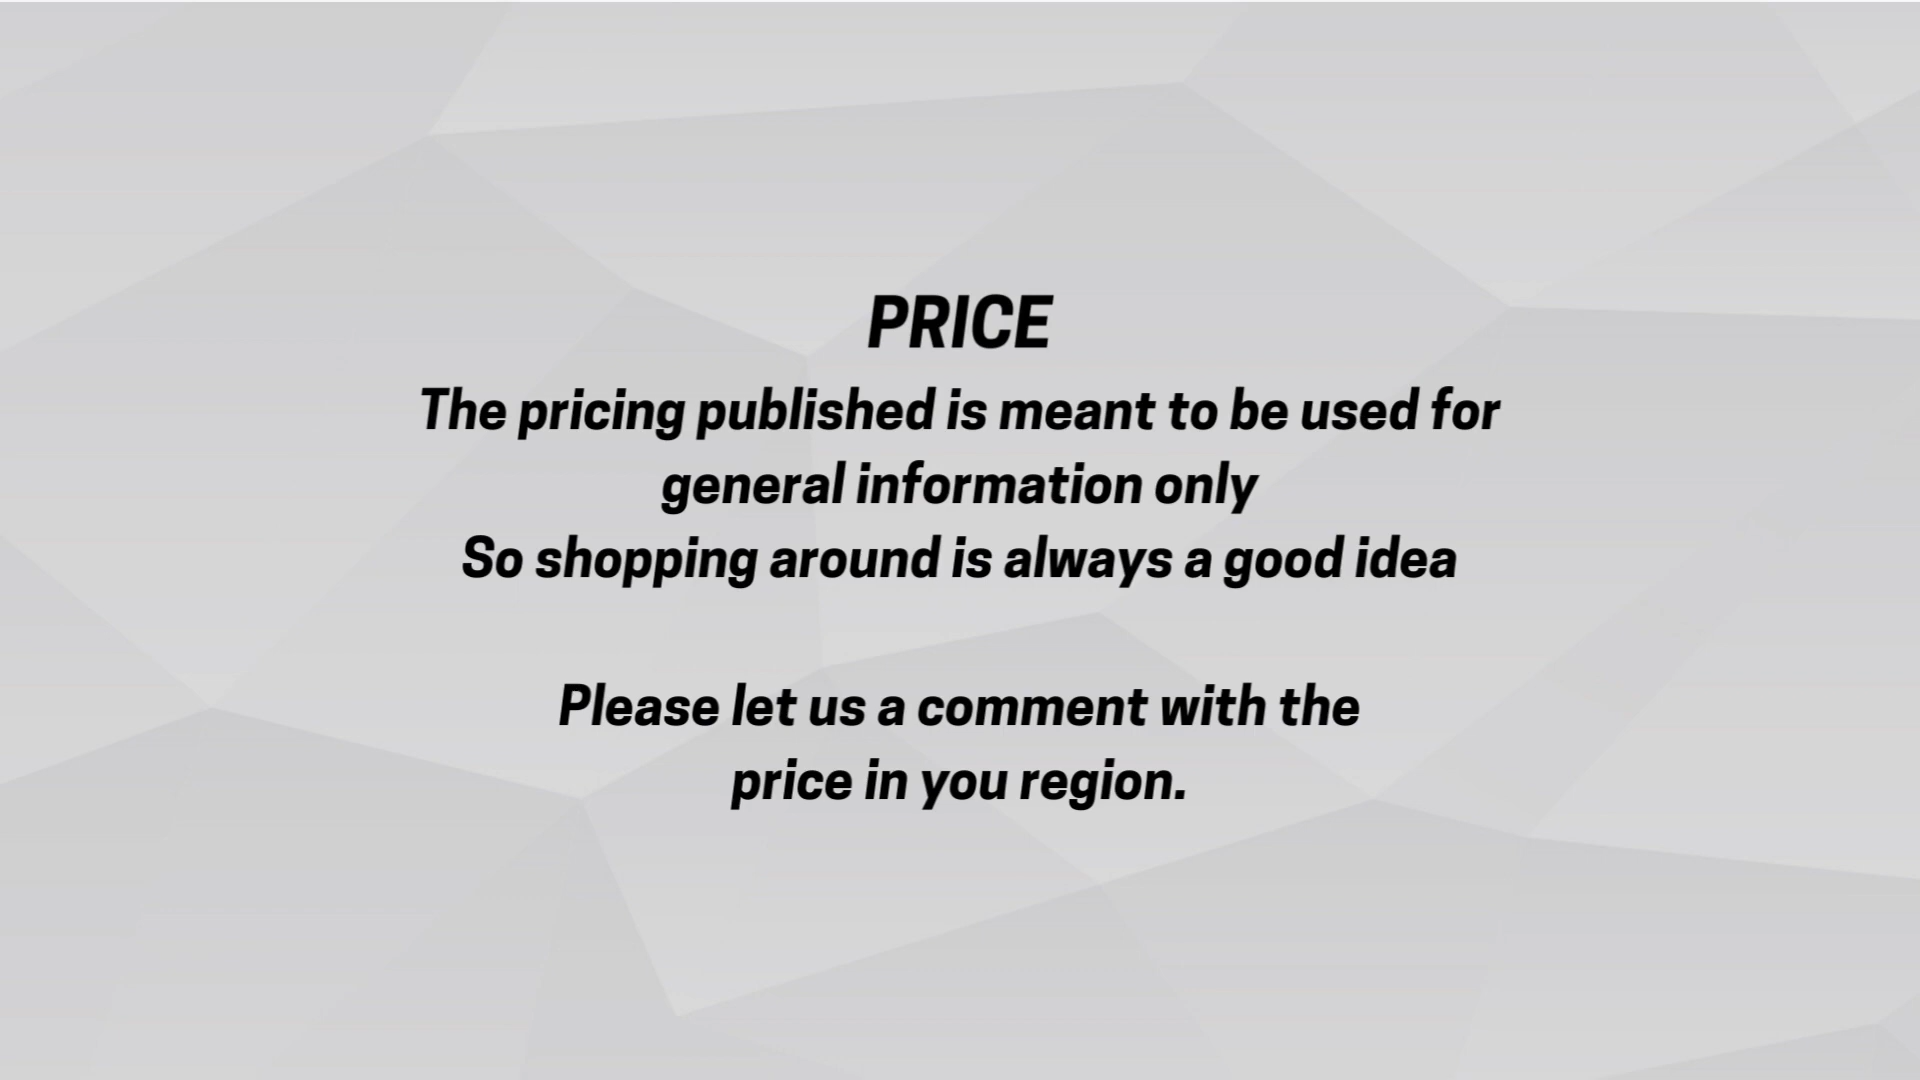 PRICE
The pricing published is meant to be used for
general information only
So shopping around is always a good idea
Please let us a comment with the
price in you region.